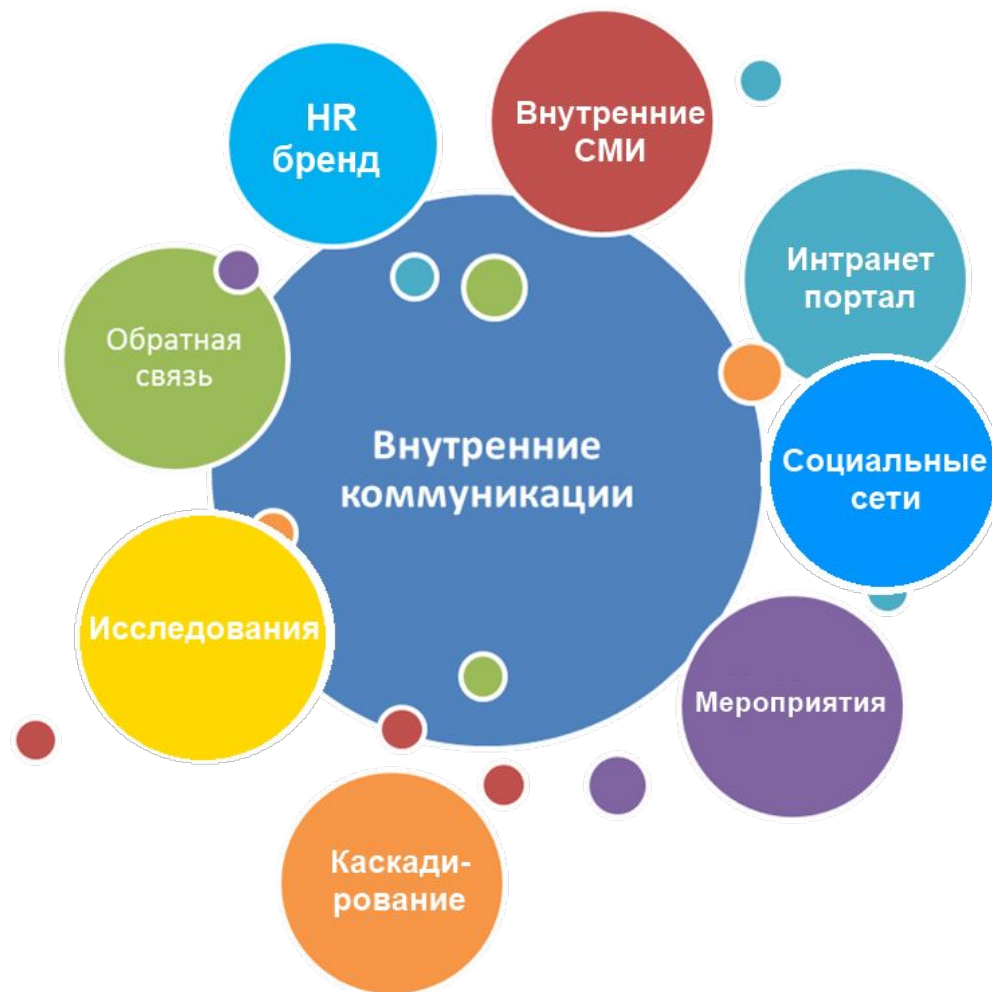 HR
бренд
Внутренние
СМИ
Интранет
портал
Обратная
связь
Внутренние
коммуникации
Социальные
сети
Исследования
Мероприятия
Каскади-
рование